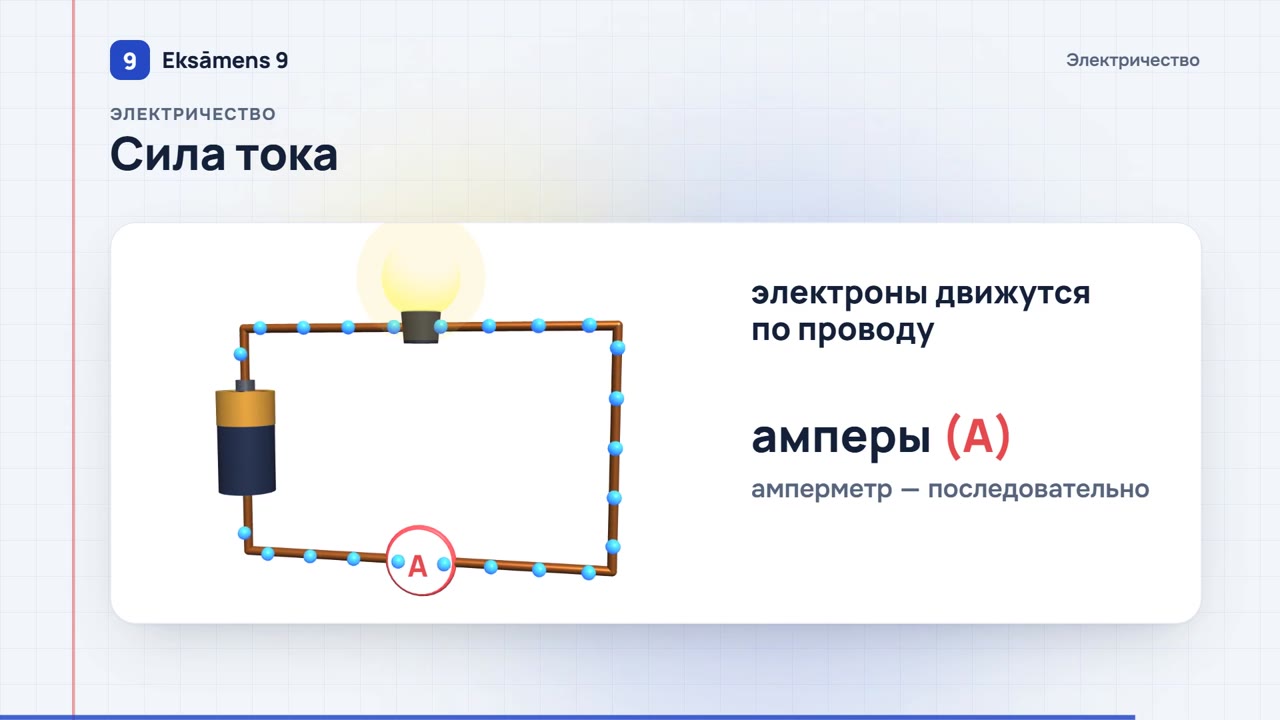 9 Eksāmens 9
Электричество
ЭЛЕКТРИЧЕСТВО
Сила тока
электроны движутся
по проводу
амперы (А)
амперметр — последовательно
А